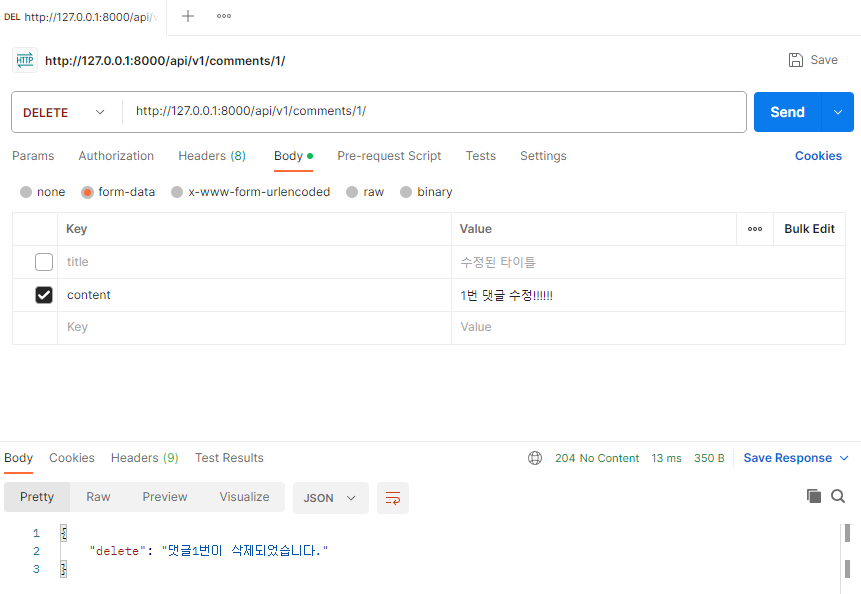 DEL http://127.0.0.1:8000/api/v
http://127.0.0.1:8000/api/v1/comments/1/
Save
DELETE http://127.0.0.1:8000/api/v1/comments/1/ Send
Params Authorization Headers (8) Body Pre-request Script Tests Settings Cookies
none form-data x-www-form-urlencoded raw binary
Key Value Bulk Edit
title 수정된 타이틀
content 1번 댓글 수정!!!!!!
Key Value
Body Cookies Headers (9) Test Results 204 No Content 13 ms 350 B Save Response
Pretty Raw Preview Visualize JSON
1 {
2 "delete": "댓글1번이 삭제되었습니다."
3 }